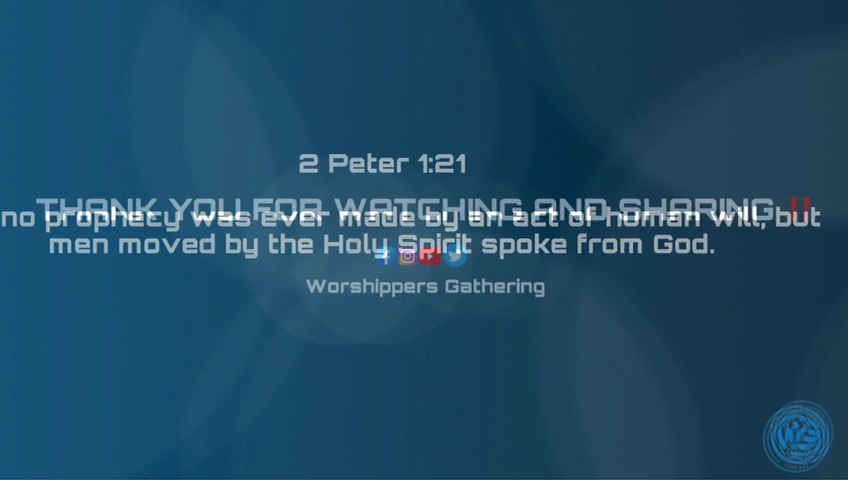 2 Peter 1:21
THANK YOU FOR WATCHING AND SHARING ‼
no prophecy was ever made by an act of human will, but
men moved by the Holy Spirit spoke from God.
Worshippers Gathering